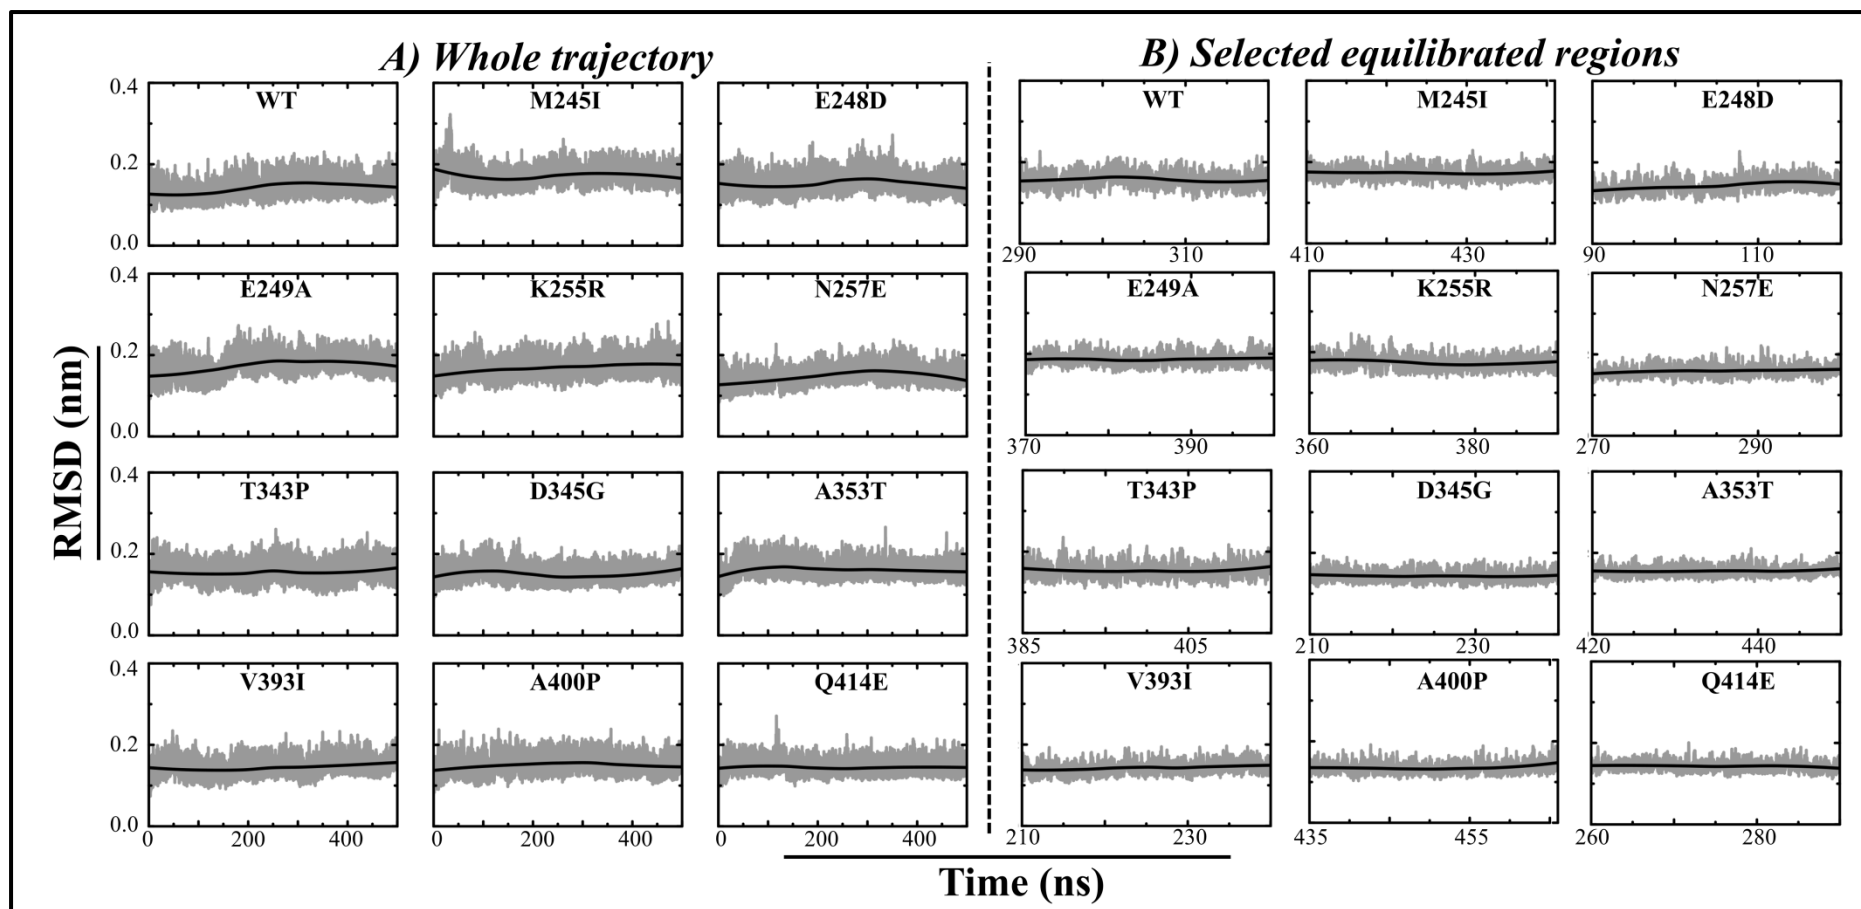 A) Whole trajectory
B) Selected equilibrated regions
0.4 WT M245I E248D
0.2
0.0
WT M245I E248D
290 310 410 430 90 110
0.4 E249A K255R N257E
0.2
0.0
E249A K255R N257E
370 390 360 380 270 290
0.4 T343P D345G A353T
0.2
0.0
T343P D345G A353T
385 405 210 230 420 440
0.4 V393I A400P Q414E
0.2
0.0
0 200 400 0 200 400 0 200 400
V393I A400P Q414E
210 230 435 455 260 280
RMSD (nm)
Time (ns)